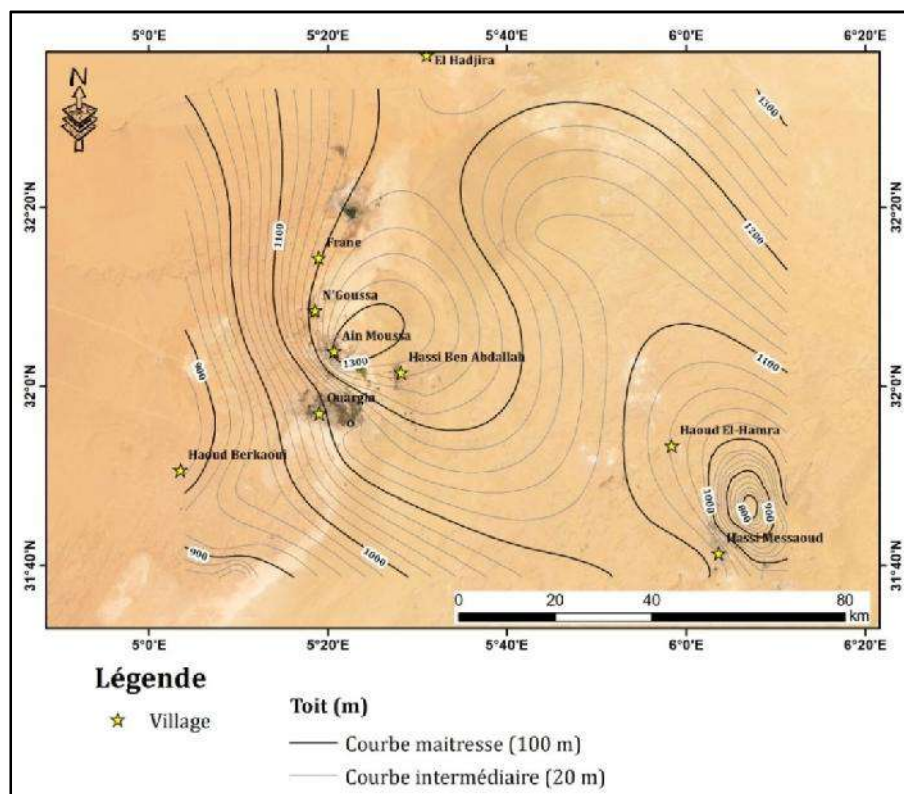 5°0'E 5°20'E 5°40'E 6°0'E 6°20'E
El Hadjira
N
1300
32°20'N 32°20'N
1100
1200
Frane
N'Goussa
Ain Moussa
1300
Hassi Ben Abdallah
1100
900
32°0'N 32°0'N
Ouargla
Haoud El-Hamra
Haoud Berkaoui
1000
800
900
Hassi Messaoud
900
1000
31°40'N 31°40'N
0 20 40 60 80
km
5°0'E 5°20'E 5°40'E 6°0'E 6°20'E
Légende
Village
Toit (m)
Courbe maitresse (100 m)
Courbe intermédiaire (20 m)